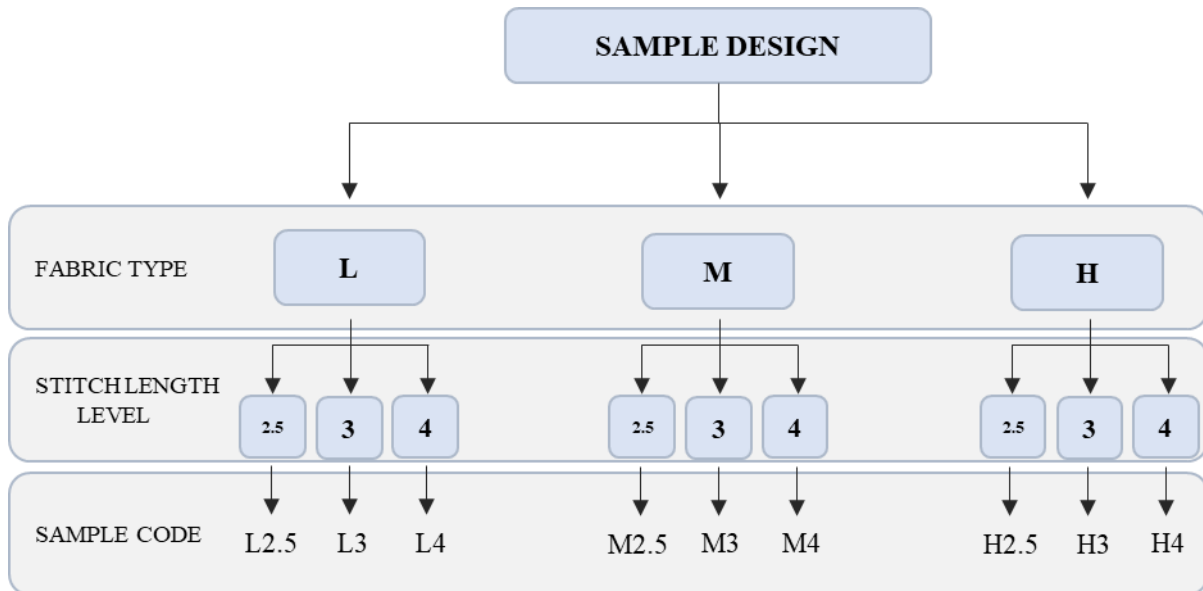 SAMPLE DESIGN
FABRIC TYPE
L M H
STITCH LENGTH
LEVEL
2.5 3 4 2.5 3 4 2.5 3 4
SAMPLE CODE
L2.5 L3 L4 M2.5 M3 M4 H2.5 H3 H4